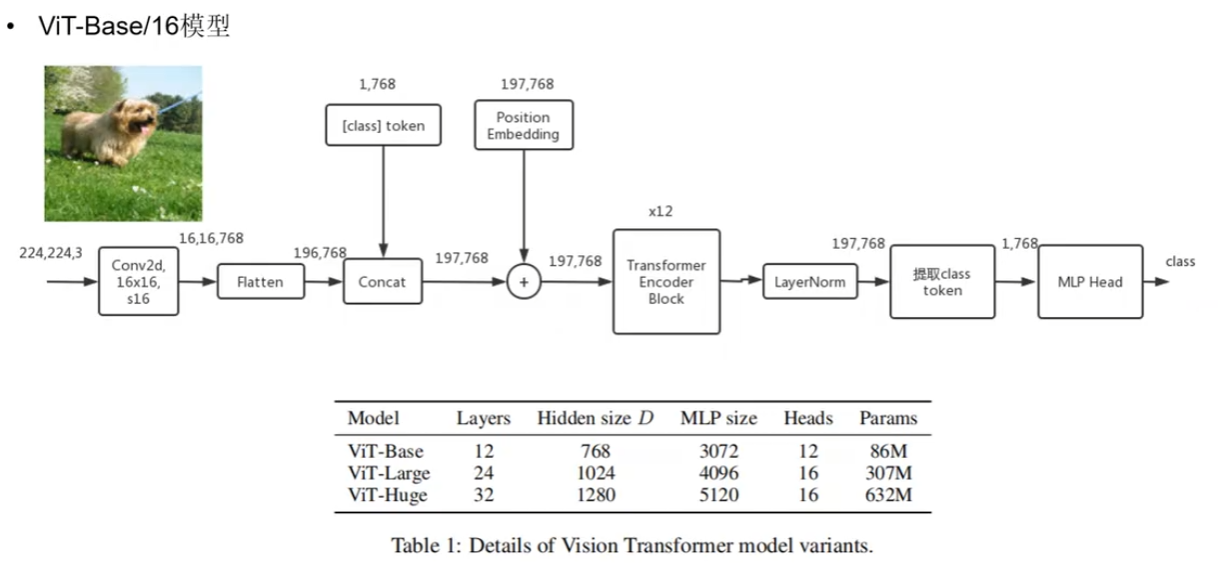 • ViT-Base/16模型
1,768
197,768
[class] token
Position
Embedding
x12
224,224,3
16,16,768
196,768
197,768
197,768
197,768
1,768
class
Conv2d,
16x16,
s16
Flatten
Concat
+
Transformer
Encoder
Block
LayerNorm
提取class
token
MLP Head
Model Layers Hidden size D MLP size Heads Params
ViT-Base 12 768 3072 12 86M
ViT-Large 24 1024 4096 16 307M
ViT-Huge 32 1280 5120 16 632M
Table 1: Details of Vision Transformer model variants.